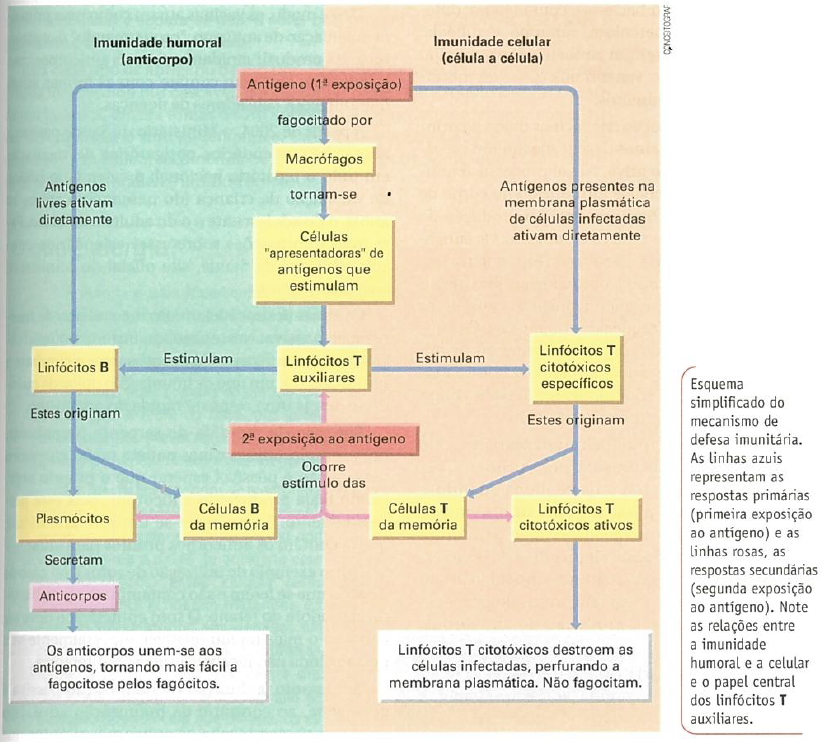 Imunidade humoral
(anticorpo)
Imunidade celular
(célula a célula)
CONCEITOGRAF
Antígeno (1ª exposição)
fagocitado por
Macrófagos
tornam-se
Antígenos
livres ativam
diretamente
Antígenos presentes na
membrana plasmática
de células infectadas
ativam diretamente
Células
"apresentadoras" de
antígenos que
estimulam
Linfócitos B
Estimulam
Linfócitos T
auxiliares
Estimulam
Linfócitos T
citotóxicos
específicos
Estes originam
Estes originam
2ª exposição ao antígeno
Ocorre
estímulo das
Plasmócitos
Células B
da memória
Células T
da memória
Linfócitos T
citotóxicos ativos
Secretam
Anticorpos
Os anticorpos unem-se aos
antígenos, tornando mais fácil a
fagocitose pelos fagócitos.
Linfócitos T citotóxicos destroem as
células infectadas, perfurando a
membrana plasmática. Não fagocitam.
Esquema
simplificado do
mecanismo de
defesa imunitária.
As linhas azuis
representam as
respostas primárias
(primeira exposição
ao antígeno) e as
linhas rosas, as
respostas secundárias
(segunda exposição
ao antígeno). Note
as relações entre
a imunidade
humoral e a celular
e o papel central
dos linfócitos T
auxiliares.